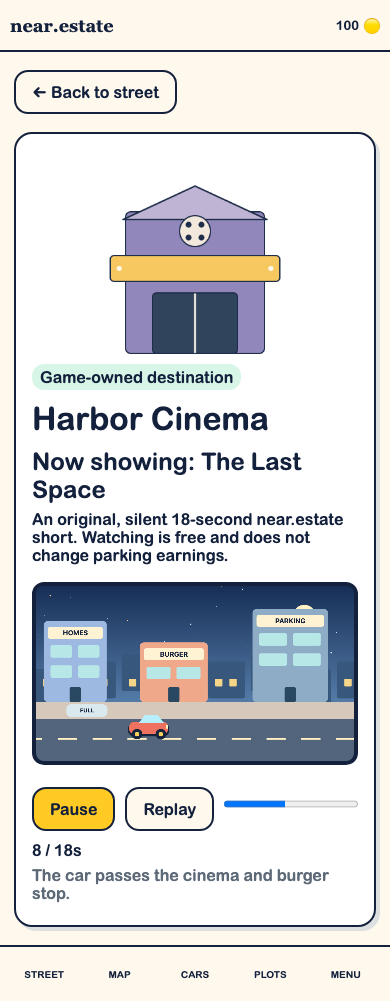 near.estate
100
← Back to street
Game-owned destination
Harbor Cinema
Now showing: The Last
Space
An original, silent 18-second near.estate
short. Watching is free and does not
change parking earnings.
HOMES
BURGER
PARKING
FULL
Pause
Replay
8 / 18s
The car passes the cinema and burger
stop.
STREET
MAP
CARS
PLOTS
MENU